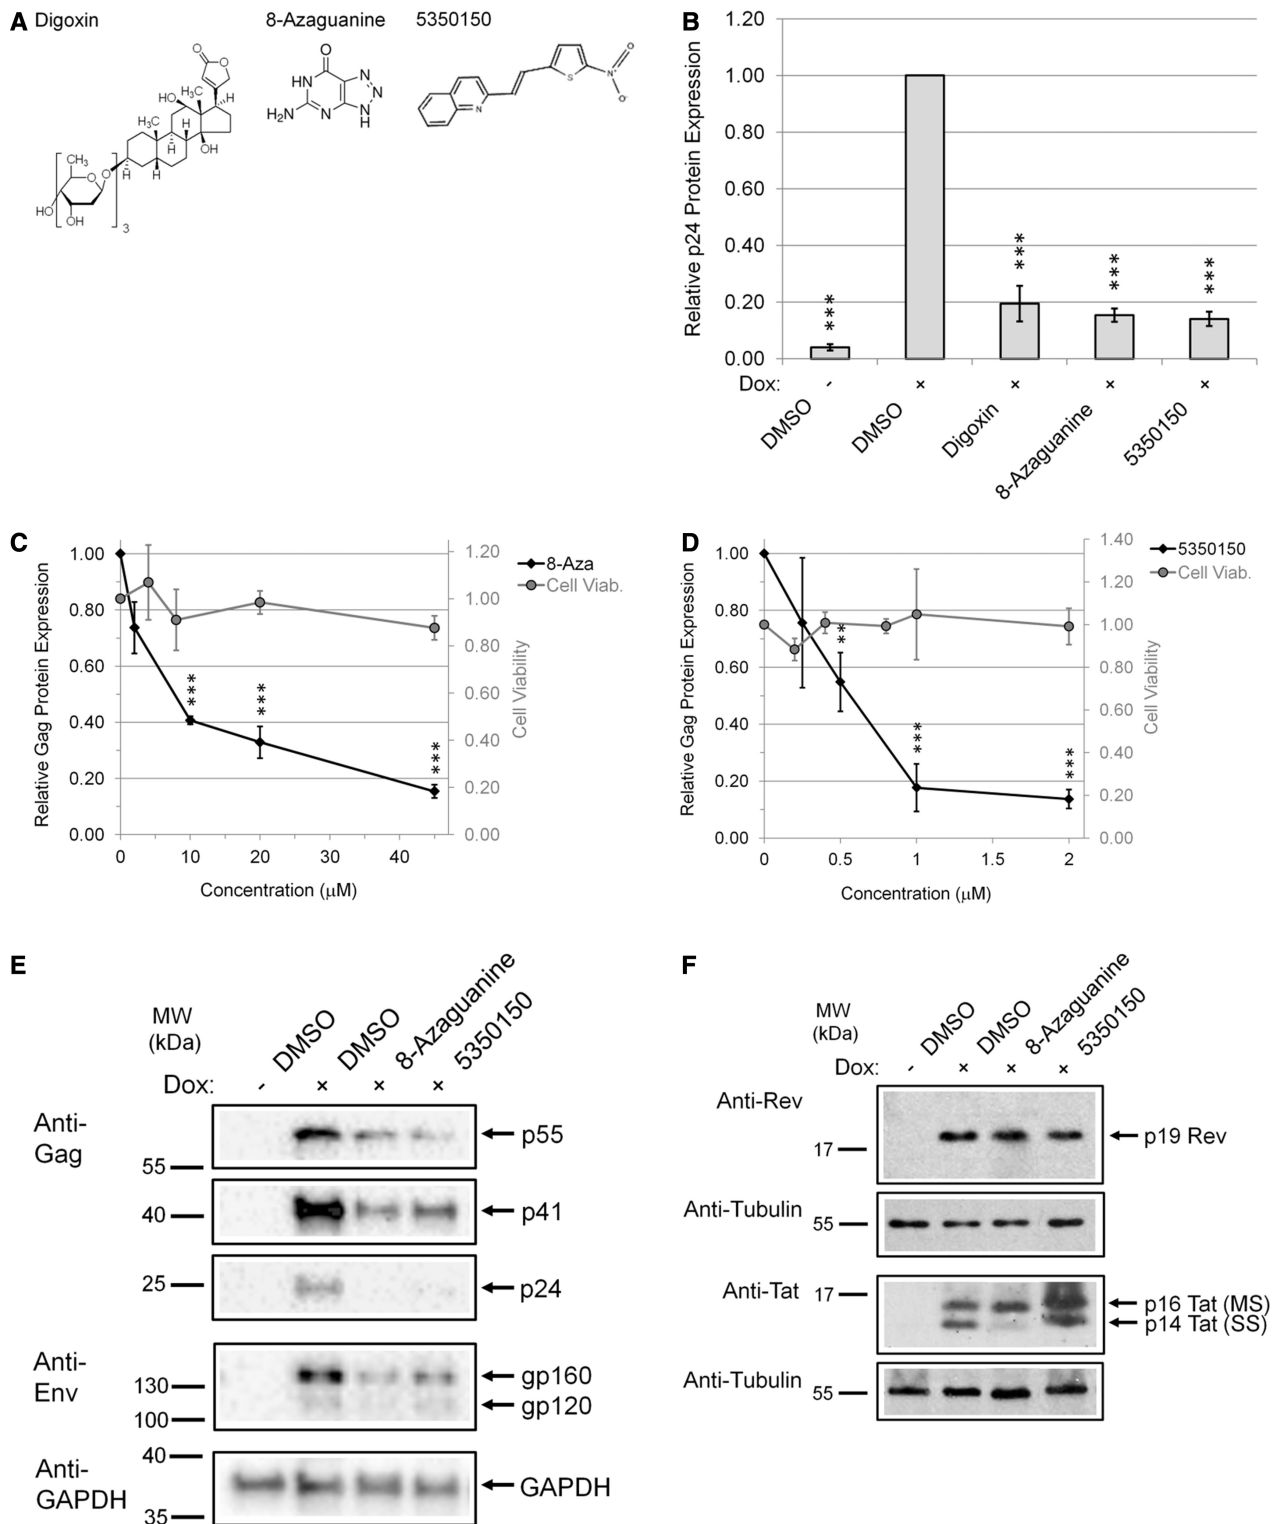 A Digoxin 8-Azaguanine 5350150
O
O
H₃C
HO
H
H₃C
H
H
OH
H
H
CH₃
O
O
HO
OH
3
O
HN
N
N
H₂N
N
N
H
N
S
N⁺
O
O⁻
B
Relative p24 Protein Expression
1.20
1.00
0.80
0.60
0.40
0.20
0.00
***
***
***
***
Dox: - + + + +
DMSO
DMSO
Digoxin
8-Azaguanine
5350150
C
Relative Gag Protein Expression
1.00
0.80
0.60
0.40
0.20
0.00
1.20
1.00
0.80
0.60
0.40
0.20
0.00
Cell Viability
8-Aza
Cell Viab.
***
***
***
0 10 20 30 40
Concentration (μM)
D
Relative Gag Protein Expression
1.00
0.80
0.60
0.40
0.20
0.00
1.40
1.20
1.00
0.80
0.60
0.40
0.20
0.00
Cell Viability
5350150
Cell Viab.
**
***
***
0 0.5 1 1.5 2
Concentration (μM)
E
MW
(kDa)
DMSO
DMSO
8-Azaguanine
5350150
Dox: - + + +
Anti-
Gag
p55
55
40
p41
25
p24
Anti-
Env
gp160
130
gp120
100
40
Anti-
GAPDH
GAPDH
35
F
MW
(kDa)
DMSO
DMSO
8-Azaguanine
5350150
Dox: - + + +
Anti-Rev
17
p19 Rev
Anti-Tubulin 55
Anti-Tat 17
p16 Tat (MS)
p14 Tat (SS)
Anti-Tubulin 55